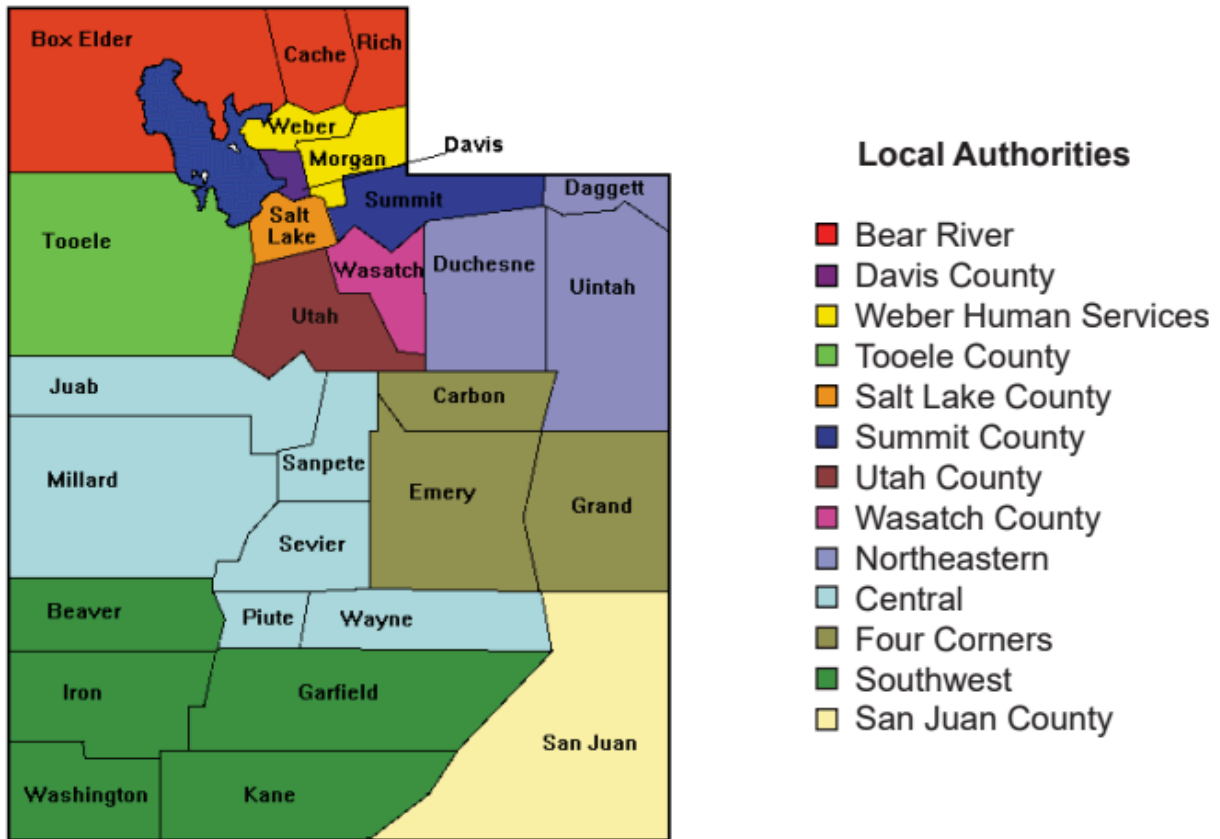 Box Elder
Cache
Rich
Weber
Davis
Morgan
Daggett
Summit
Salt
Lake
Tooele
Wasatch
Duchesne
Uintah
Utah
Juab
Carbon
Sanpete
Millard
Emery
Grand
Sevier
Beaver
Piute
Wayne
Iron
Garfield
San Juan
Washington
Kane
Local Authorities
Bear River
Davis County
Weber Human Services
Tooele County
Salt Lake County
Summit County
Utah County
Wasatch County
Northeastern
Central
Four Corners
Southwest
San Juan County